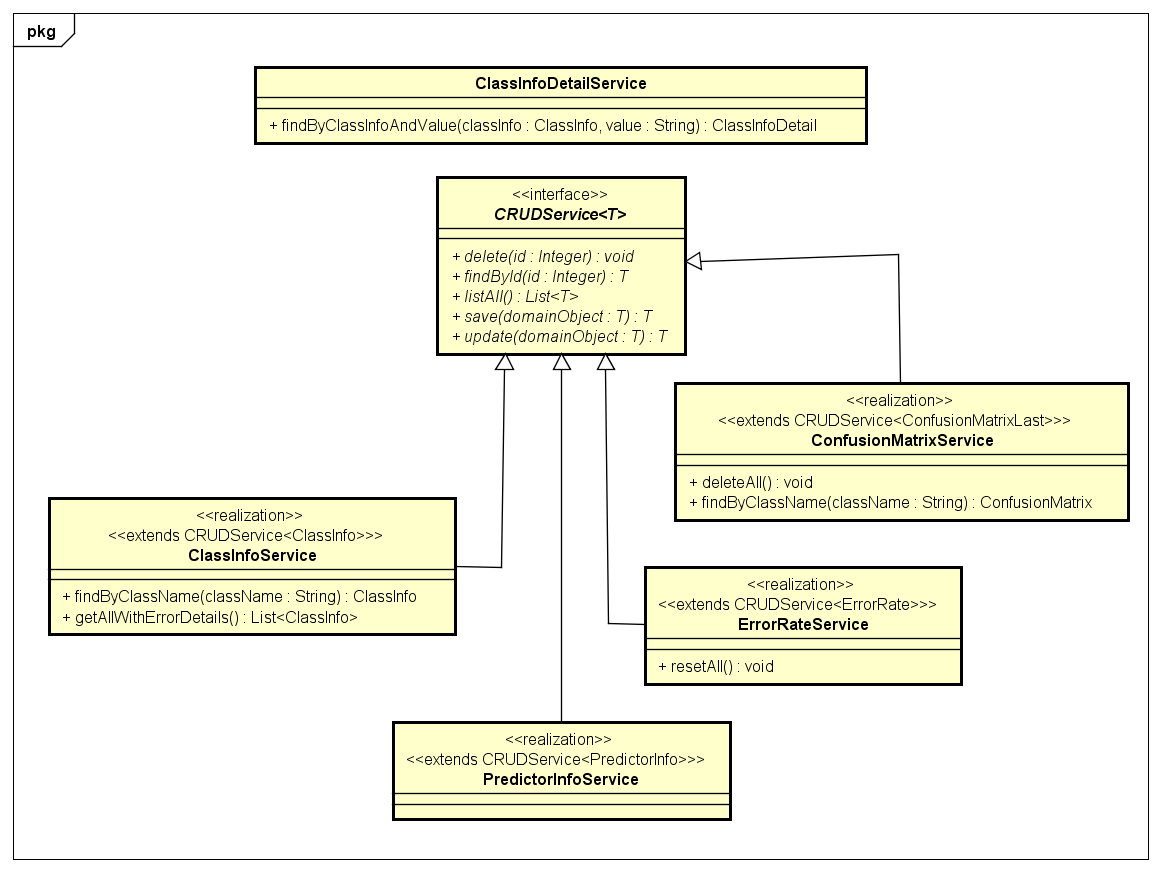 pkg
ClassInfoDetailService
+ findByClassInfoAndValue(classInfo : ClassInfo, value : String) : ClassInfoDetail
<<interface>>
CRUDService<T>
+ delete(id : Integer) : void
+ findById(id : Integer) : T
+ listAll() : List<T>
+ save(domainObject : T) : T
+ update(domainObject : T) : T
<<realization>>
<<extends CRUDService<ConfusionMatrixLast>>>
ConfusionMatrixService
+ deleteAll() : void
+ findByClassName(className : String) : ConfusionMatrix
<<realization>>
<<extends CRUDService<ClassInfo>>>
ClassInfoService
+ findByClassName(className : String) : ClassInfo
+ getAllWithErrorDetails() : List<ClassInfo>
<<realization>>
<<extends CRUDService<ErrorRate>>>
ErrorRateService
+ resetAll() : void
<<realization>>
<<extends CRUDService<PredictorInfo>>>
PredictorInfoService